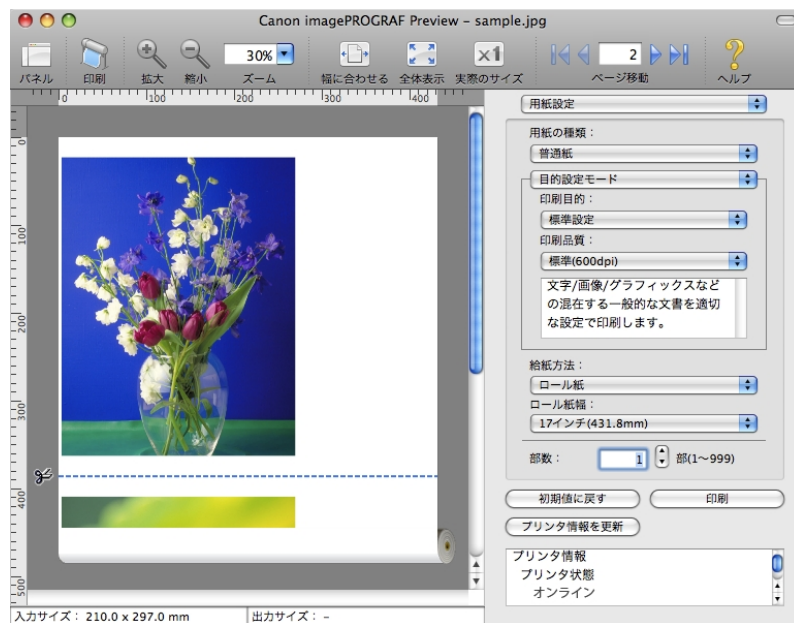 Canon imagePROGRAF Preview – sample.jpg
30%
2
パネル 印刷 拡大 縮小 ズーム 幅に合わせる 全体表示 実際のサイズ ページ移動 ヘルプ
0 100 200 300 400
用紙設定
用紙の種類：
普通紙
目的設定モード
印刷目的：
標準設定
印刷品質：
標準(600dpi)
文字/画像/グラフィックスなど
の混在する一般的な文書を適切
な設定で印刷します。
給紙方法：
ロール紙
ロール紙幅：
17インチ(431.8mm)
部数： 1 部(1〜999)
初期値に戻す 印刷
プリンタ情報を更新
プリンタ情報
プリンタ状態
オンライン
0
100
200
300
400
500
入力サイズ： 210.0 x 297.0 mm 出力サイズ： –